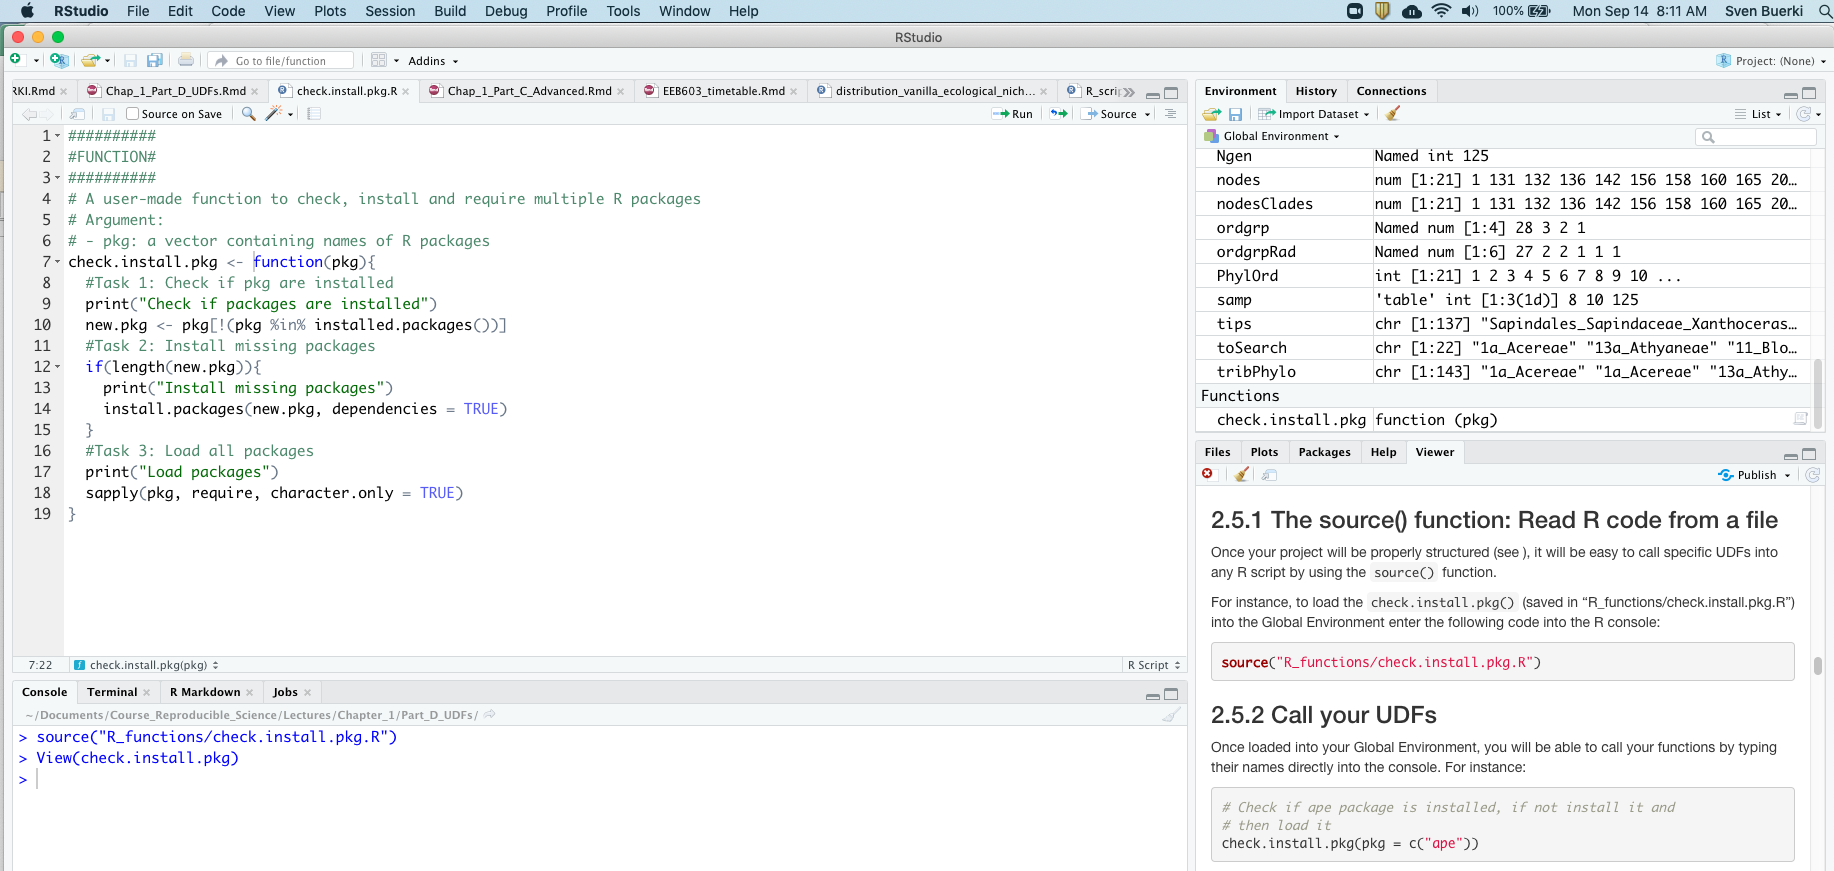 RStudio File Edit Code View Plots Session Build Debug Profile Tools Window Help 100% Mon Sep 14 8:11 AM Sven Buerki
RStudio
Go to file/function Addins Project: (None)
RKI.Rmd Chap_1_Part_D_UDFs.Rmd check.install.pkg.R Chap_1_Part_C_Advanced.Rmd EEB603_timetable.Rmd distribution_vanilla_ecological_nich... R_scri
Source on Save Run Source
1 ##########
2 #FUNCTION#
3 ##########
4 # A user-made function to check, install and require multiple R packages
5 # Argument:
6 # - pkg: a vector containing names of R packages
7 check.install.pkg <- function(pkg){
8 #Task 1: Check if pkg are installed
9 print("Check if packages are installed")
10 new.pkg <- pkg[!(pkg %in% installed.packages())]
11 #Task 2: Install missing packages
12 if(length(new.pkg)){
13 print("Install missing packages")
14 install.packages(new.pkg, dependencies = TRUE)
15 }
16 #Task 3: Load all packages
17 print("Load packages")
18 sapply(pkg, require, character.only = TRUE)
19 }
7:22 check.install.pkg(pkg) R Script
Console Terminal R Markdown Jobs
~/Documents/Course_Reproducible_Science/Lectures/Chapter_1/Part_D_UDFs/
> source("R_functions/check.install.pkg.R")
> View(check.install.pkg)
>
Environment History Connections
Import Dataset List
Global Environment
Ngen Named int 125
nodes num [1:21] 1 131 132 136 142 156 158 160 165 20…
nodesClades num [1:21] 1 131 132 136 142 156 158 160 165 20…
ordgrp Named num [1:4] 28 3 2 1
ordgrpRad Named num [1:6] 27 2 2 1 1 1
PhylOrd int [1:21] 1 2 3 4 5 6 7 8 9 10 ...
samp 'table' int [1:3(1d)] 8 10 125
tips chr [1:137] "Sapindales_Sapindaceae_Xanthoceras…
toSearch chr [1:22] "1a_Acereae" "13a_Athyaneae" "11_Blo…
tribPhylo chr [1:143] "1a_Acereae" "1a_Acereae" "13a_Athy…
Functions
check.install.pkg function (pkg)
Files Plots Packages Help Viewer
Publish
2.5.1 The source() function: Read R code from a file
Once your project will be properly structured (see ), it will be easy to call specific UDFs into
any R script by using the source() function.
For instance, to load the check.install.pkg() (saved in “R_functions/check.install.pkg.R”)
into the Global Environment enter the following code into the R console:
source("R_functions/check.install.pkg.R")
2.5.2 Call your UDFs
Once loaded into your Global Environment, you will be able to call your functions by typing
their names directly into the console. For instance:
# Check if ape package is installed, if not install it and
# then load it
check.install.pkg(pkg = c("ape"))